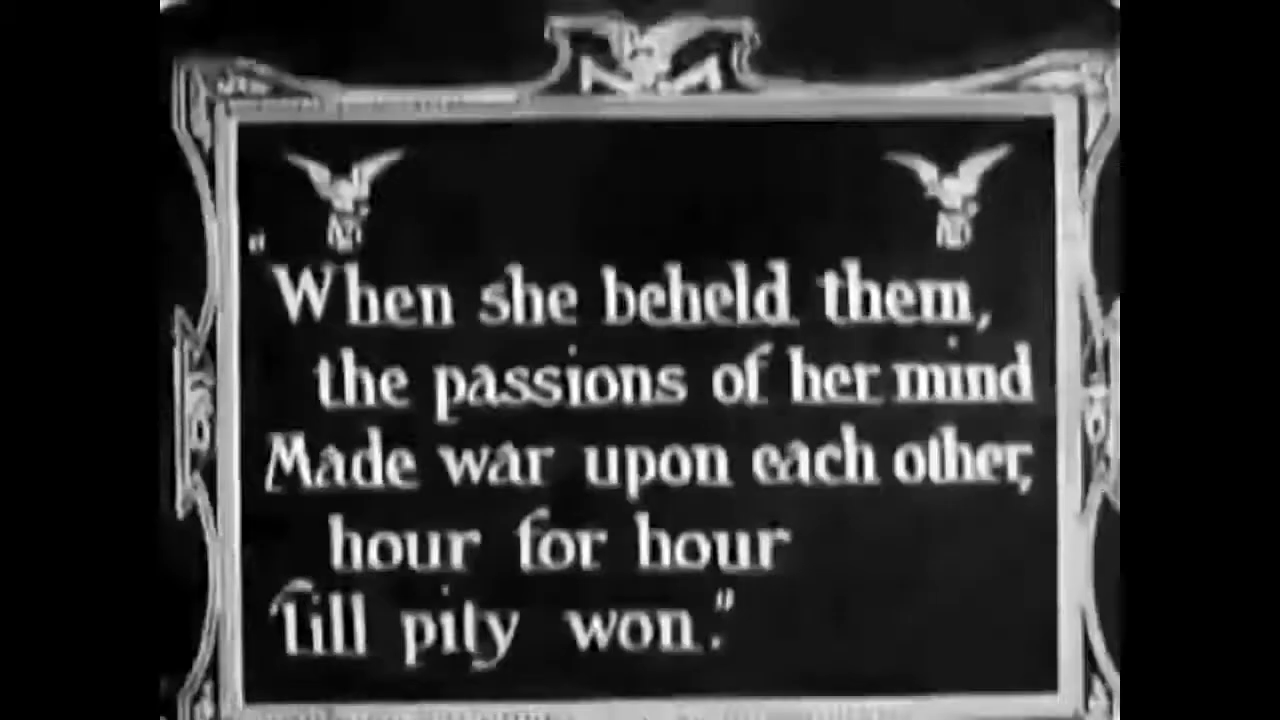 "When she beheld them,
the passions of her mind
Made war upon each other,
hour for hour
Till pity won."